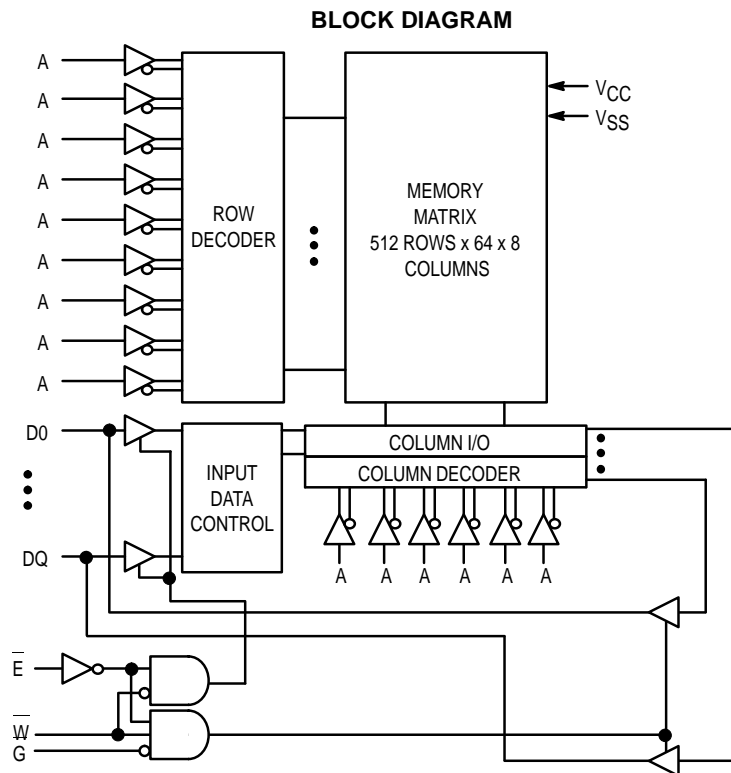 BLOCK DIAGRAM
A
A
A
A
A
A
A
A
A
ROW
DECODER
MEMORY
MATRIX
512 ROWS x 64 x 8
COLUMNS
VCC
VSS
D0
DQ
INPUT
DATA
CONTROL
COLUMN I/O
COLUMN DECODER
A A A A A A
E
W
G